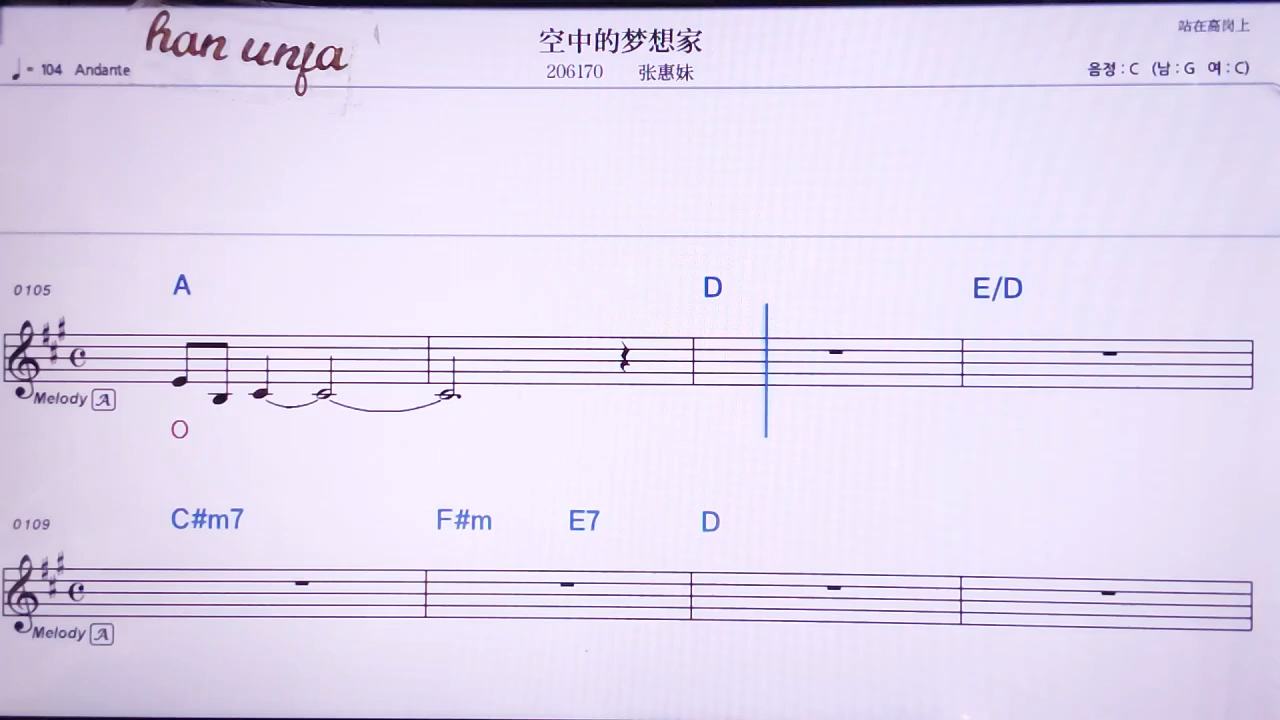 han unfa
空中的梦想家
站在高岗上
♩= 104 Andante
206170 张惠妹
음정 : C (남 : G 여 : C)
A D E/D
0105
Melody A
O
C#m7 F#m E7 D
0109
Melody A